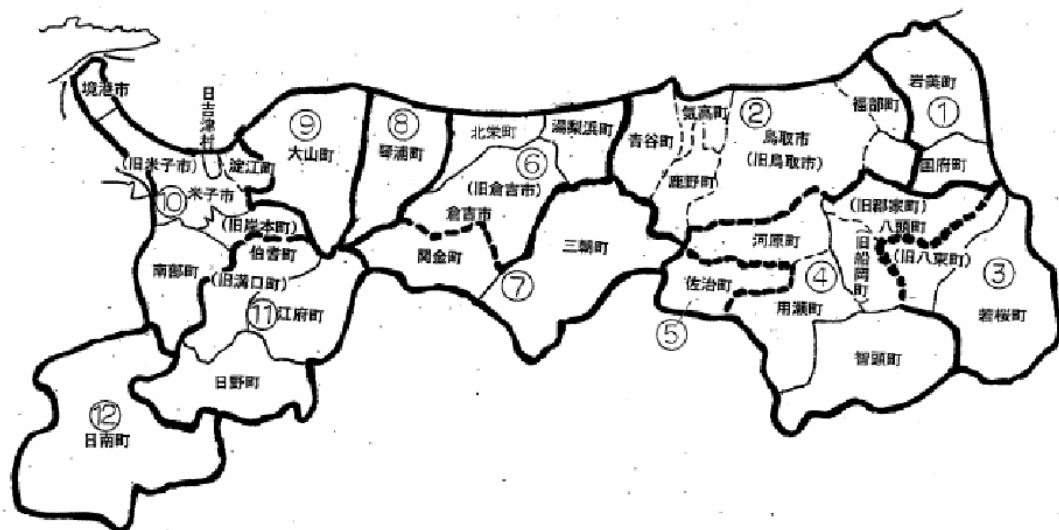 境港市
日吉津村
(旧米子市)
淀江町
⑩
米子市
(旧岸本町)
伯耆町
南部町
(旧溝口町)
⑪
江府町
日野町
⑫
日南町
⑨
大山町
⑧
琴浦町
北栄町
湯梨浜町
⑥
(旧倉吉市)
倉吉市
関金町
⑦
三朝町
青谷町
気高町
鹿野町
②
鳥取市
(旧鳥取市)
福部町
岩美町
①
国府町
(旧郡家町)
八頭町
(旧八東町)
旧船岡町
河原町
④
佐治町
用瀬町
⑤
③
若桜町
智頭町